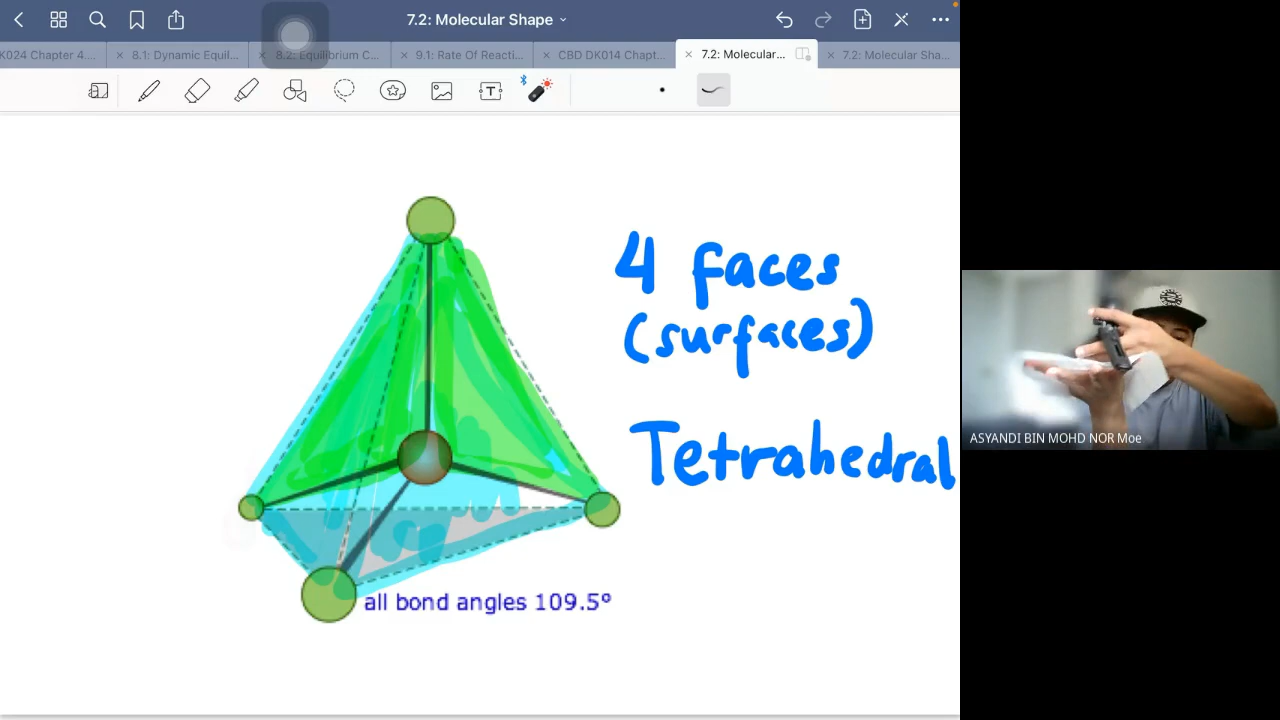 7.2: Molecular Shape
K024 Chapter 4....
8.1: Dynamic Equil...
8.2: Equilibrium C...
9.1: Rate Of Reacti...
CBD DK014 Chapt...
7.2: Molecular...
7.2: Molecular Sha...
T
4 faces
(surfaces)
Tetrahedral
all bond angles 109.5°
ASYANDI BIN MOHD NOR Moe